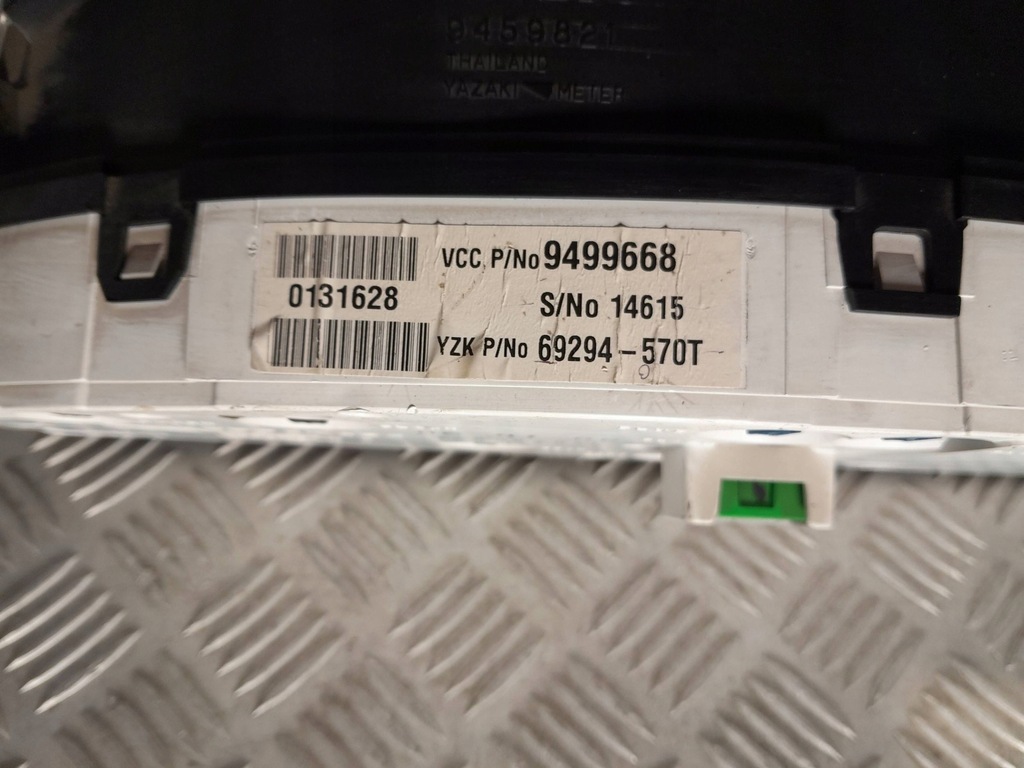 9459821
THAILAND
YAZAKI METER
VCC P/No 9499668
0131628
S/No 14615
YZK P/No 69294-570T